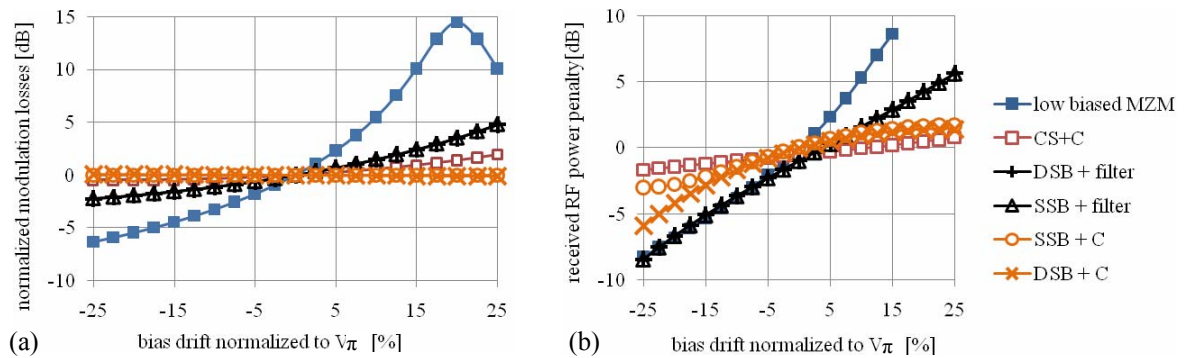 normalized modulation losses [dB]
15
10
5
0
-5
-10
-25
-15
-5
5
15
25
(a)
bias drift normalized to Vπ [%]
received RF power penalty[dB]
10
5
0
-5
-10
-25
-15
-5
5
15
25
(b)
bias drift normalized to Vπ [%]
low biased MZM
CS+C
DSB + filter
SSB + filter
SSB + C
DSB + C